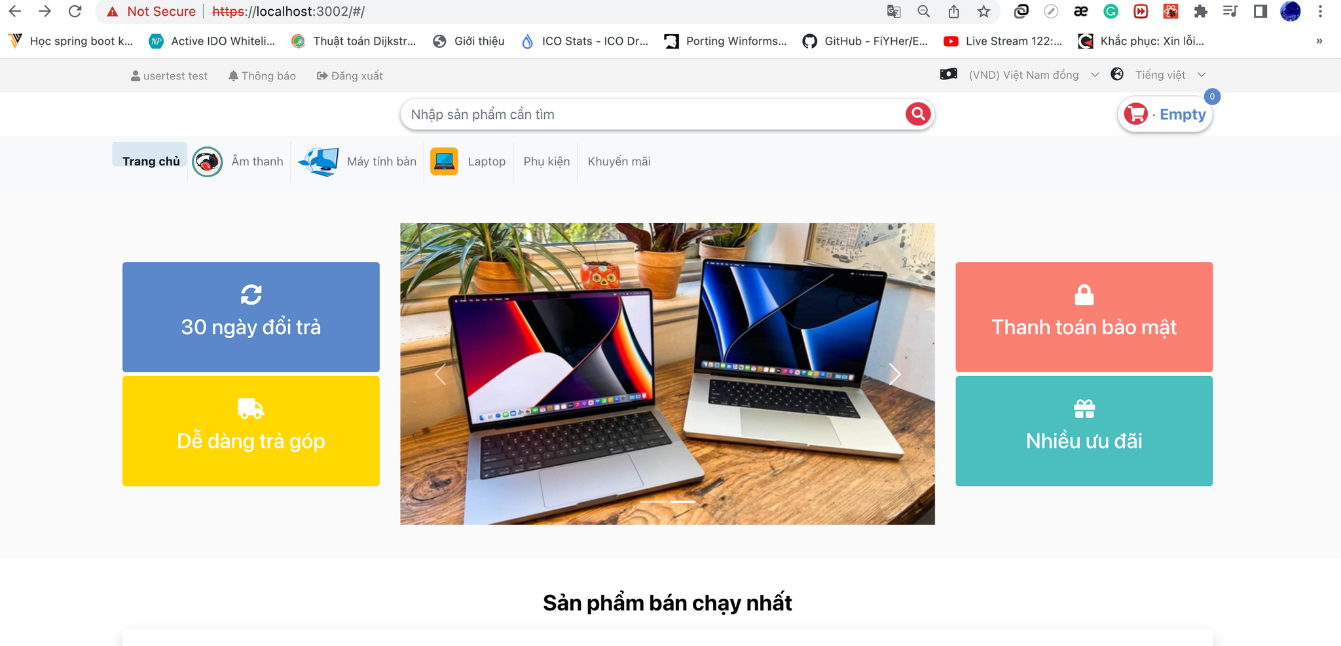 Not Secure https://localhost:3002/#/
Học spring boot k... Active IDO Whiteli... Thuật toán Dijkstr... Giới thiệu ICO Stats - ICO Dr... Porting Winforms... GitHub - FiYHer/E... Live Stream 122:... Khắc phục: Xin lỗi... »
usertest test Thông báo Đăng xuất (VND) Việt Nam đồng Tiếng việt
0
Nhập sản phẩm cần tìm · Empty
Trang chủ Âm thanh Máy tính bàn Laptop Phụ kiện Khuyến mãi
30 ngày đổi trả
Thanh toán bảo mật
Dễ dàng trả góp
Nhiều ưu đãi
Sản phẩm bán chạy nhất